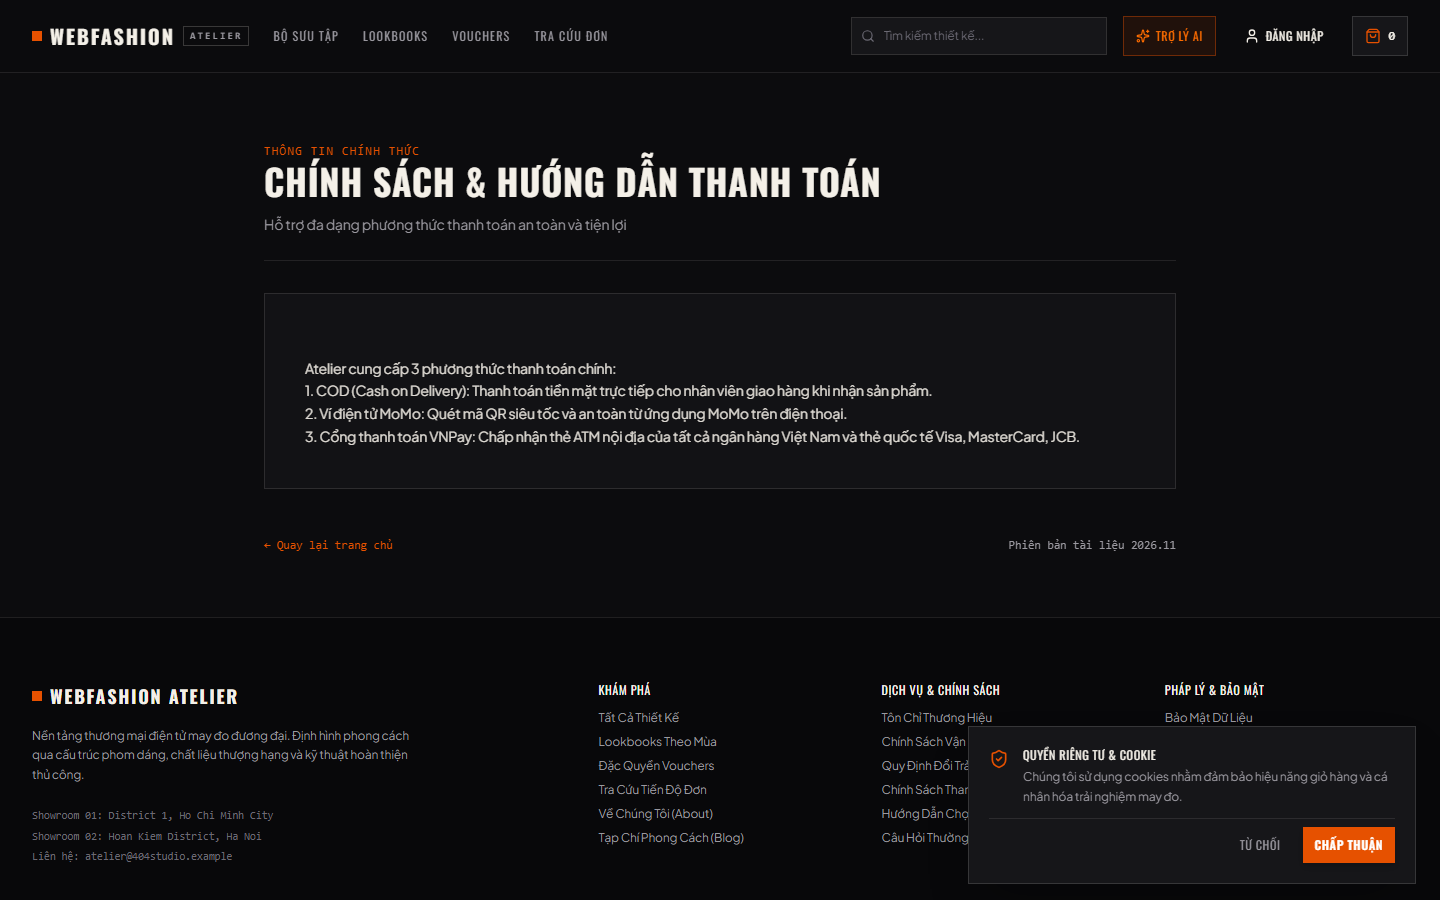 WEBFASHION ATELIER BỘ SƯU TẬP LOOKBOOKS VOUCHERS TRA CỨU ĐƠN Tìm kiếm thiết kế... TRỢ LÝ AI ĐĂNG NHẬP 0
THÔNG TIN CHÍNH THỨC
CHÍNH SÁCH & HƯỚNG DẪN THANH TOÁN
Hỗ trợ đa dạng phương thức thanh toán an toàn và tiện lợi
Atelier cung cấp 3 phương thức thanh toán chính:
1. COD (Cash on Delivery): Thanh toán tiền mặt trực tiếp cho nhân viên giao hàng khi nhận sản phẩm.
2. Ví điện tử MoMo: Quét mã QR siêu tốc và an toàn từ ứng dụng MoMo trên điện thoại.
3. Cổng thanh toán VNPay: Chấp nhận thẻ ATM nội địa của tất cả ngân hàng Việt Nam và thẻ quốc tế Visa, MasterCard, JCB.
← Quay lại trang chủ
Phiên bản tài liệu 2026.11
WEBFASHION ATELIER
Nền tảng thương mại điện tử may đo đương đại. Định hình phong cách
qua cấu trúc phom dáng, chất liệu thượng hạng và kỹ thuật hoàn thiện
thủ công.
Showroom 01: District 1, Ho Chi Minh City
Showroom 02: Hoan Kiem District, Ha Noi
Liên hệ: atelier@404studio.example
KHÁM PHÁ
Tất Cả Thiết Kế
Lookbooks Theo Mùa
Đặc Quyền Vouchers
Tra Cứu Tiến Độ Đơn
Về Chúng Tôi (About)
Tạp Chí Phong Cách (Blog)
DỊCH VỤ & CHÍNH SÁCH
Tôn Chỉ Thương Hiệu
Chính Sách Vận
Quy Định Đổi Trả
Chính Sách Than
Hướng Dẫn Chọ
Câu Hỏi Thường
PHÁP LÝ & BẢO MẬT
Bảo Mật Dữ Liệu
QUYỀN RIÊNG TƯ & COOKIE
Chúng tôi sử dụng cookies nhằm đảm bảo hiệu năng giỏ hàng và cá
nhân hóa trải nghiệm may đo.
TỪ CHỐI
CHẤP THUẬN